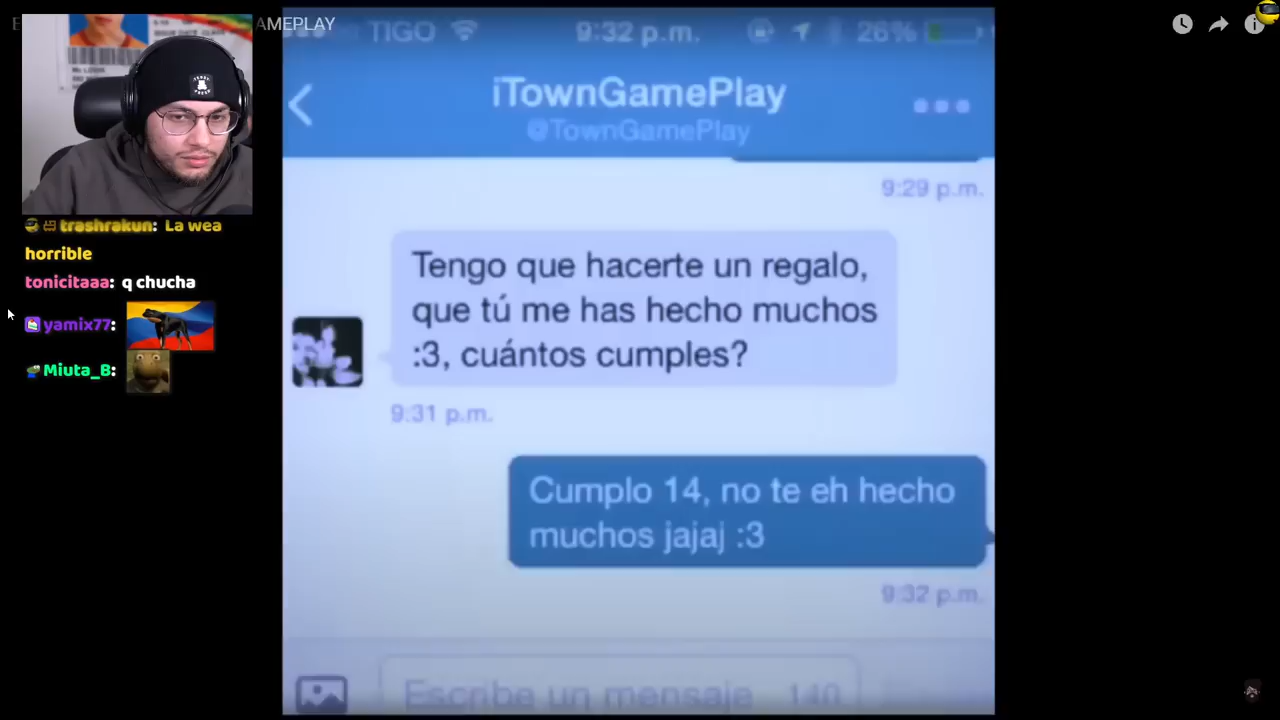 AMEPLAY
TIGO 9:32 p.m. 26%
iTownGamePlay
@TownGamePlay
9:29 p.m.
Tengo que hacerte un regalo,
que tú me has hecho muchos
:3, cuántos cumples?
9:31 p.m.
Cumplo 14, no te eh hecho
muchos jajaj :3
9:32 p.m.
Escribe un mensaje 140
trashrakun: La wea
horrible
tonicitaaa: q chucha
yamix77:
Miuta_B: